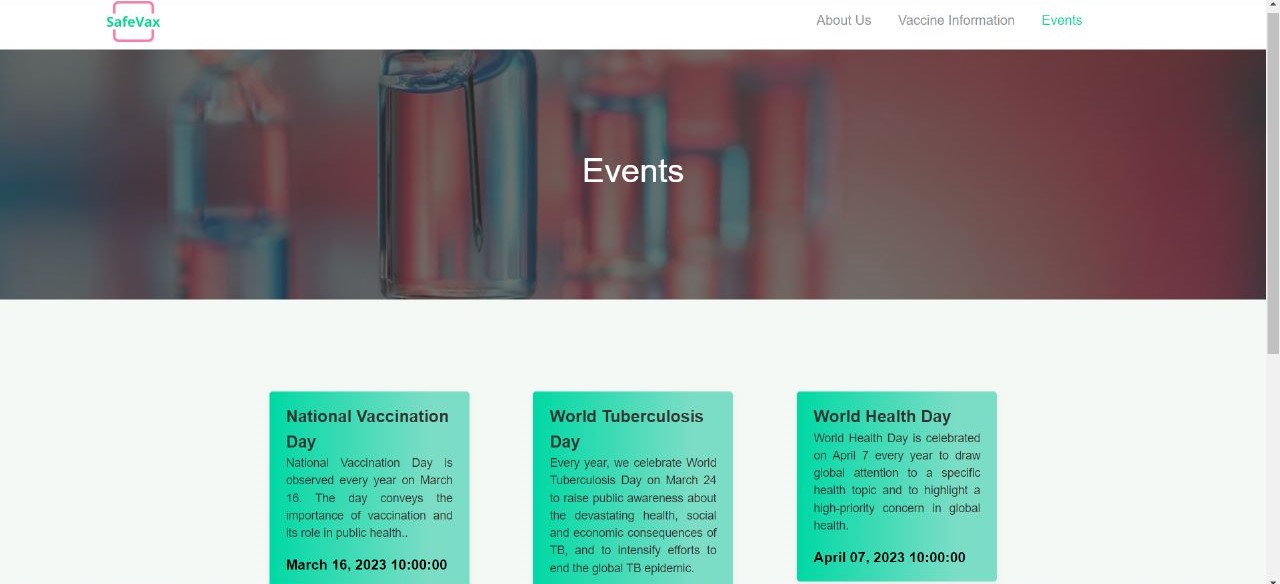 SafeVax
About Us
Vaccine Information
Events
Events
National Vaccination
Day
National Vaccination Day is
observed every year on March
16. The day conveys the
importance of vaccination and
its role in public health..
March 16, 2023 10:00:00
World Tuberculosis
Day
Every year, we celebrate World
Tuberculosis Day on March 24
to raise public awareness about
the devastating health, social
and economic consequences of
TB, and to intensify efforts to
end the global TB epidemic.
World Health Day
World Health Day is celebrated
on April 7 every year to draw
global attention to a specific
health topic and to highlight a
high-priority concern in global
health.
April 07, 2023 10:00:00